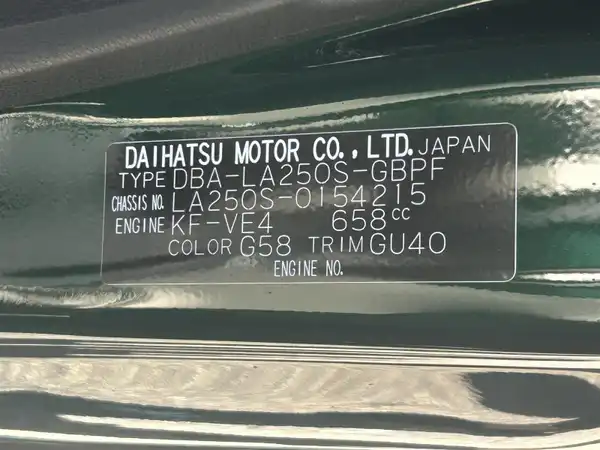 DAIHATSU MOTOR CO., LTD. JAPAN
TYPE DBA-LA250S-GBPF
CHASSIS NO. LA250S-0154215
ENGINE KF-VE4 658cc
COLOR G58 TRIM GU40
ENGINE NO.